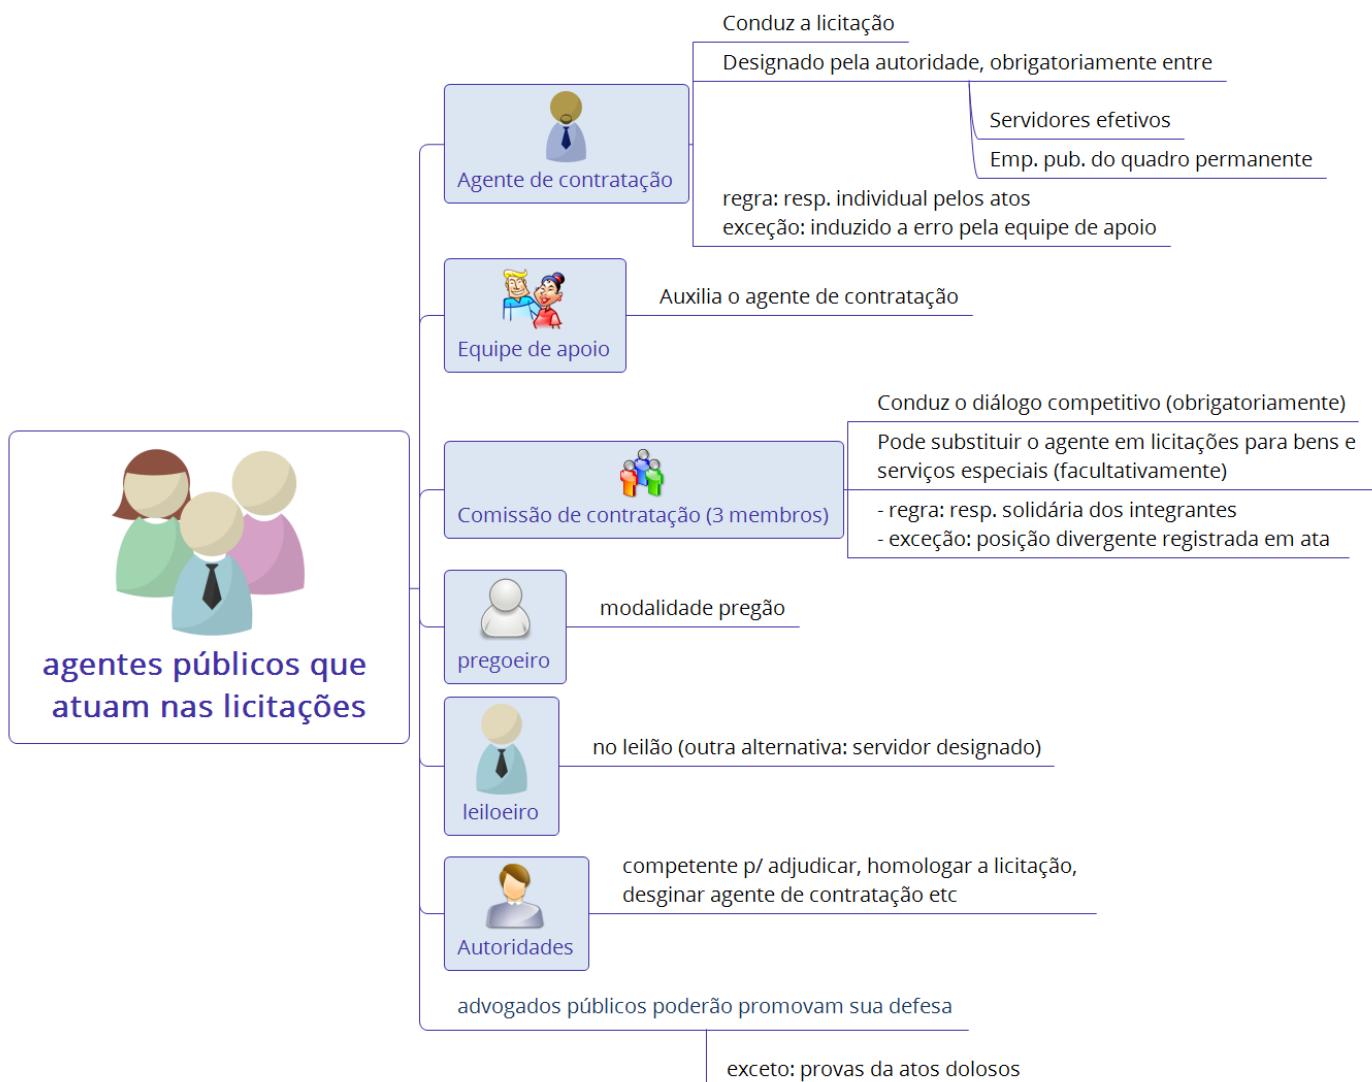 agentes públicos que
atuam nas licitações
Agente de contratação
Conduz a licitação
Designado pela autoridade, obrigatoriamente entre
Servidores efetivos
Emp. pub. do quadro permanente
regra: resp. individual pelos atos
exceção: induzido a erro pela equipe de apoio
Equipe de apoio
Auxilia o agente de contratação
Comissão de contratação (3 membros)
Conduz o diálogo competitivo (obrigatoriamente)
Pode substituir o agente em licitações para bens e
serviços especiais (facultativamente)
- regra: resp. solidária dos integrantes
- exceção: posição divergente registrada em ata
pregoeiro
modalidade pregão
leiloeiro
no leilão (outra alternativa: servidor designado)
Autoridades
competente p/ adjudicar, homologar a licitação,
desginar agente de contratação etc
advogados públicos poderão promovam sua defesa
exceto: provas da atos dolosos